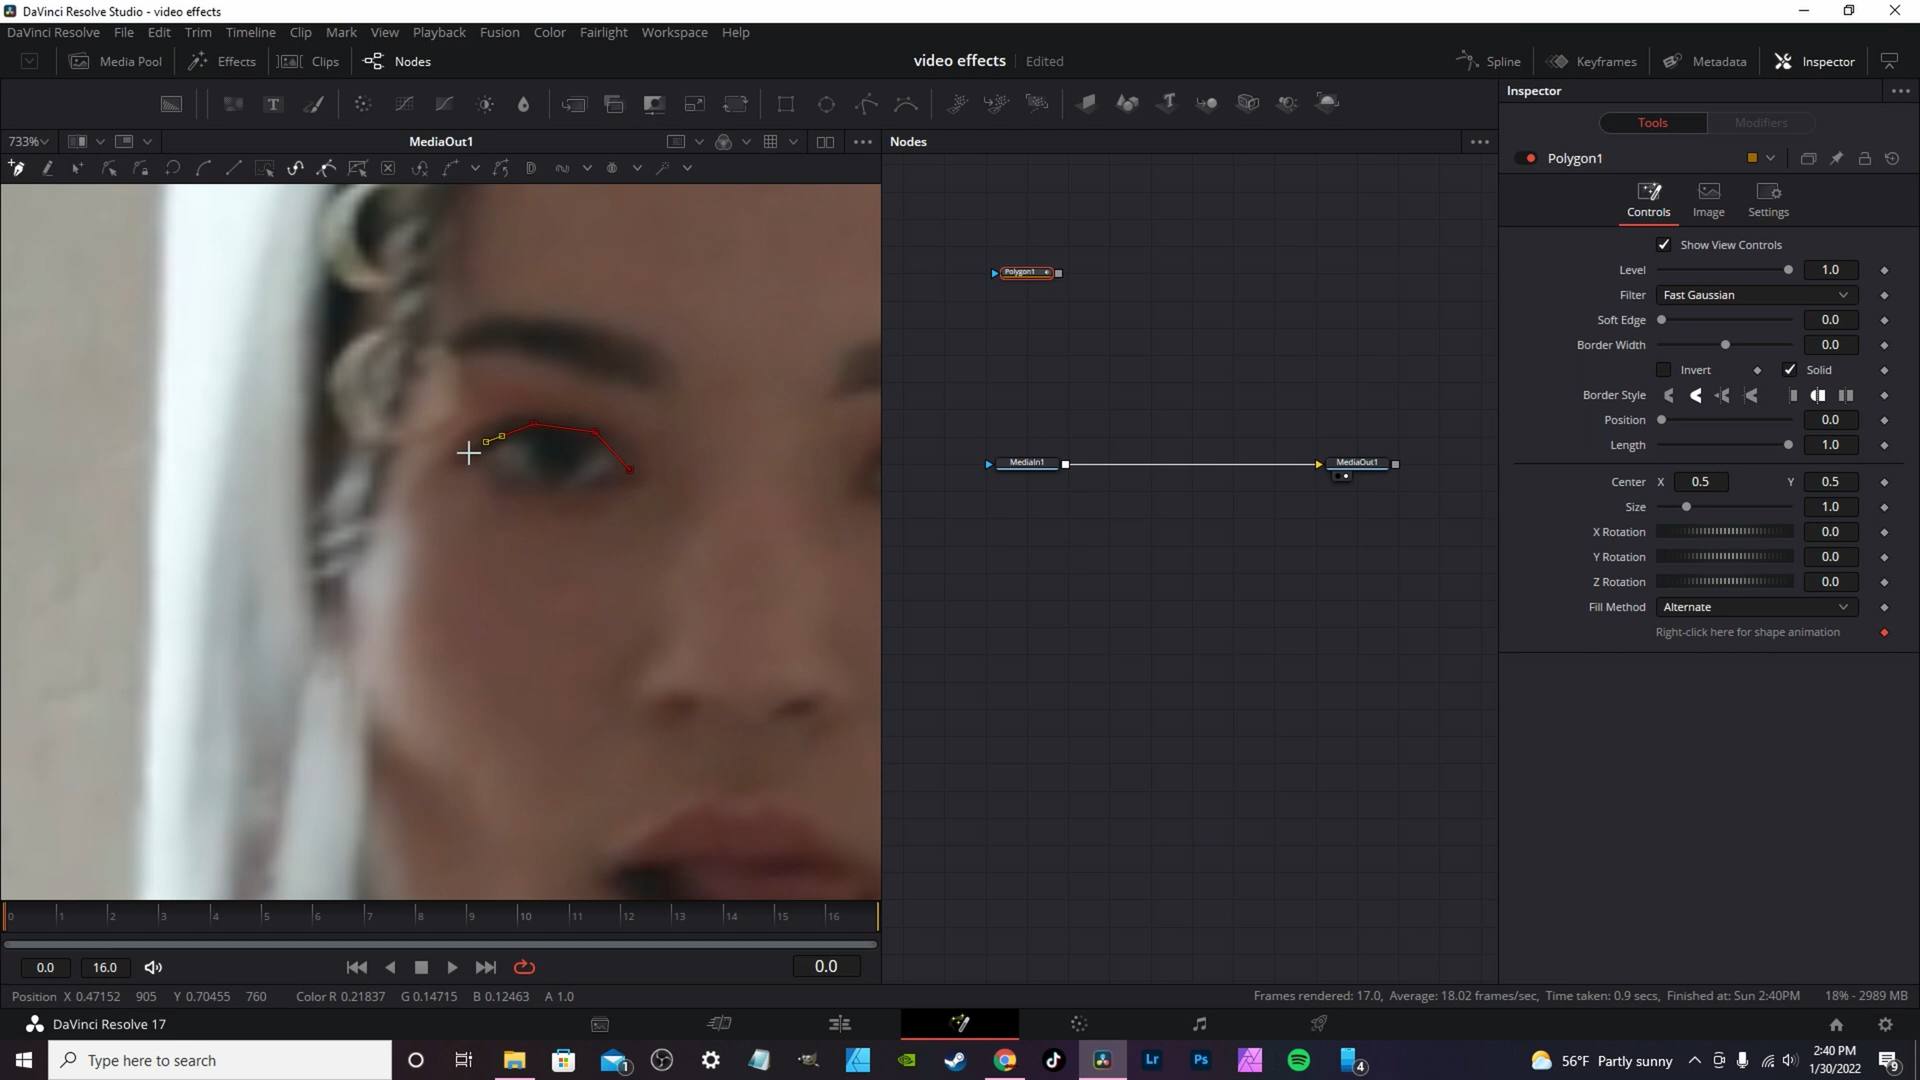 DaVinci Resolve Studio - video effects
DaVinci Resolve File Edit Trim Timeline Clip Mark View Playback Fusion Color Fairlight Workspace Help
Media Pool Effects Clips Nodes video effects Edited Spline Keyframes Metadata Inspector
Inspector
T
Tools Modifiers
733% MediaOut1 Nodes
Polygon1
Controls Image Settings
Show View Controls
Level 1.0
Filter Fast Gaussian
Soft Edge 0.0
Border Width 0.0
Invert Solid
Border Style
Position 0.0
Length 1.0
Center X 0.5 Y 0.5
Size 1.0
X Rotation 0.0
Y Rotation 0.0
Z Rotation 0.0
Fill Method Alternate
Right-click here for shape animation
Polygon1
MediaIn1 MediaOut1
0 1 2 3 4 5 6 7 8 9 10 11 12 13 14 15 16
0.0 16.0 0.0
Position X 0.47152 905 Y 0.70455 760 Color R 0.21837 G 0.14715 B 0.12463 A 1.0
Frames rendered: 17.0, Average: 18.02 frames/sec, Time taken: 0.9 secs, Finished at: Sun 2:40PM 18% - 2989 MB
DaVinci Resolve 17
Type here to search
1
Lr
Ps
4
56°F Partly sunny
2:40 PM
1/30/2022
9